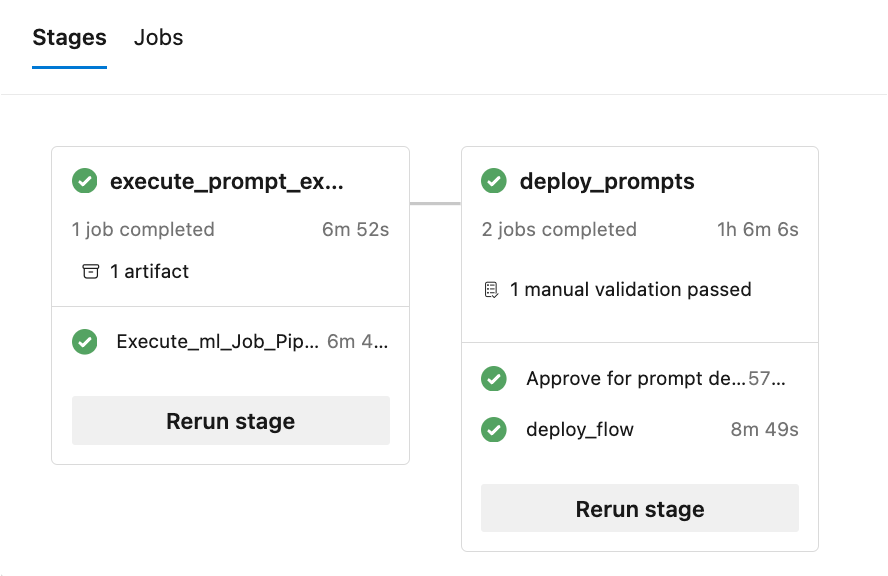 Stages Jobs
execute_prompt_ex...
1 job completed 6m 52s
1 artifact
Execute_ml_Job_Pip... 6m 4...
Rerun stage
deploy_prompts
2 jobs completed 1h 6m 6s
1 manual validation passed
Approve for prompt de... 57...
deploy_flow 8m 49s
Rerun stage